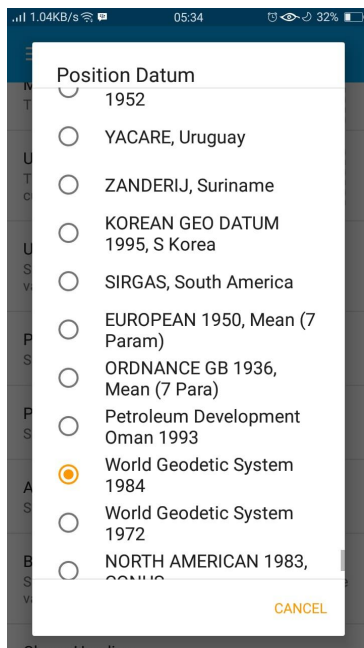 1.04KB/s
05:34
32%
Position Datum
1952
YACARE, Uruguay
ZANDERIJ, Suriname
KOREAN GEO DATUM
1995, S Korea
SIRGAS, South America
EUROPEAN 1950, Mean (7
Param)
ORDNANCE GB 1936,
Mean (7 Para)
Petroleum Development
Oman 1993
World Geodetic System
1984
World Geodetic System
1972
NORTH AMERICAN 1983,
CONUS
CANCEL